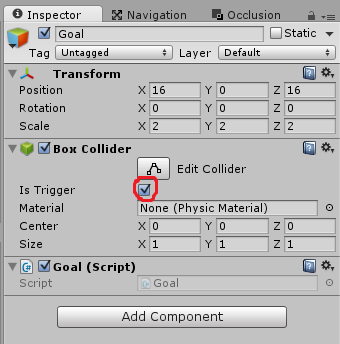 Inspector Navigation Occlusion
Goal Static
Tag Untagged Layer Default
Transform
Position X 16 Y 0 Z 16
Rotation X 0 Y 0 Z 0
Scale X 2 Y 2 Z 2
Box Collider
Edit Collider
Is Trigger
Material None (Physic Material)
Center X 0 Y 0 Z 0
Size X 1 Y 1 Z 1
Goal (Script)
Script Goal
Add Component